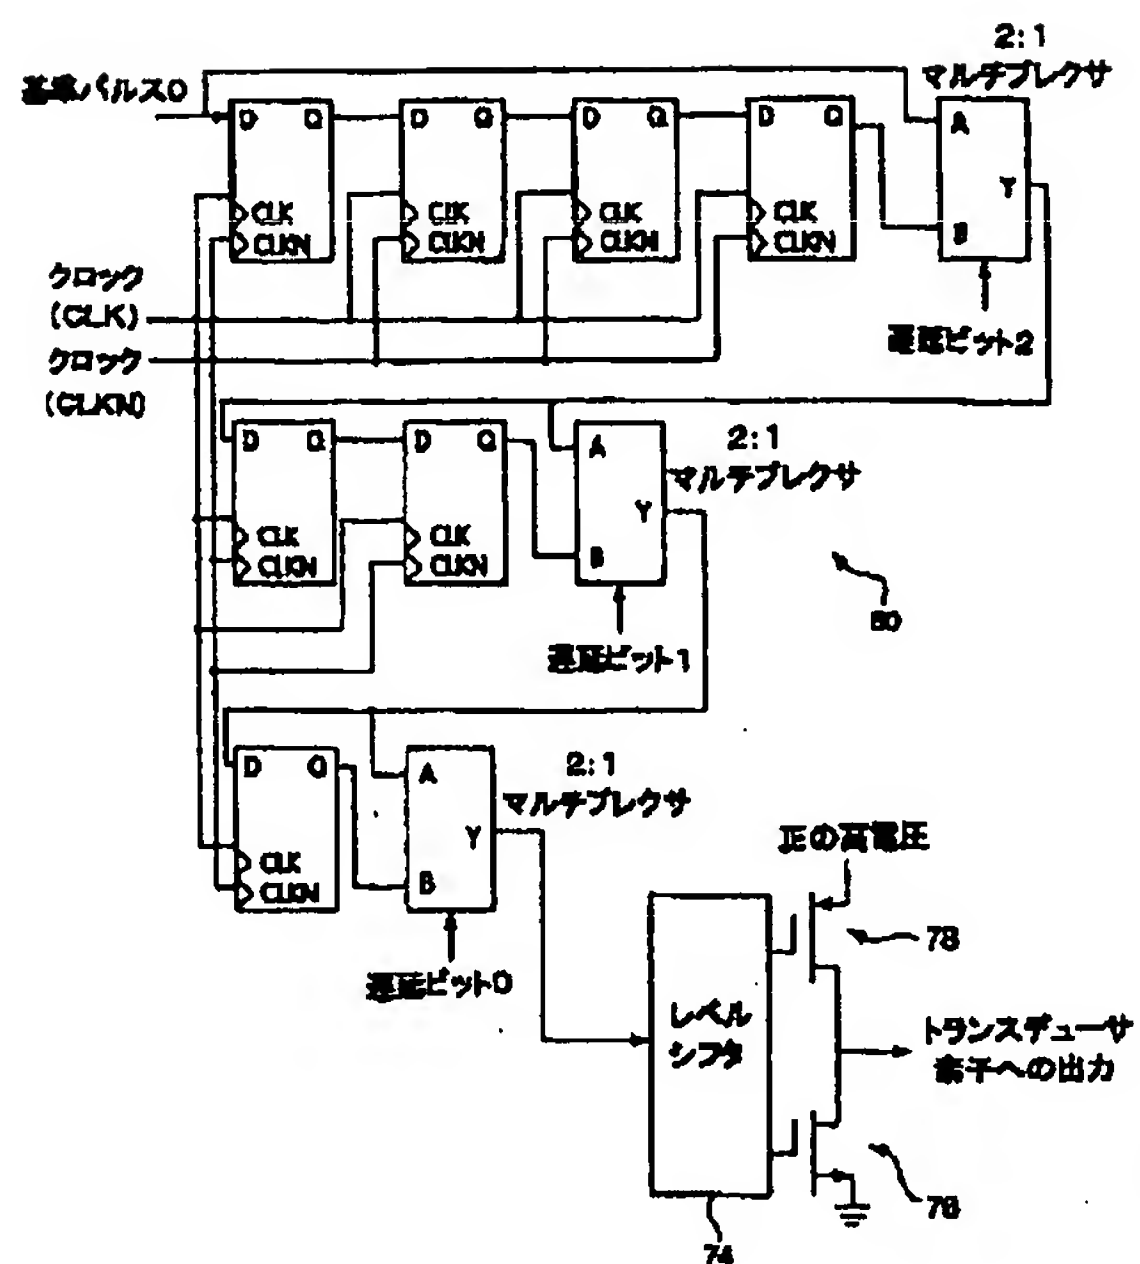 2:1
マルチプレクサ
基準パルス0
D Q D Q D Q D Q A
Y
CLK CLK CLK CLK B
CLKN CLKN CLKN CLKN
クロック
(CLK)
遅延ビット2
クロック
(CLKN)
D Q D Q A
2:1
マルチプレクサ
Y
CLK CLK B
CLKN CLKN
遅延ビット1
D Q A
2:1
マルチプレクサ
Y
CLK B
CLKN
遅延ビット0
正の高電圧
78
レベル
シフタ
トランスデューサ
素子への出力
76
74